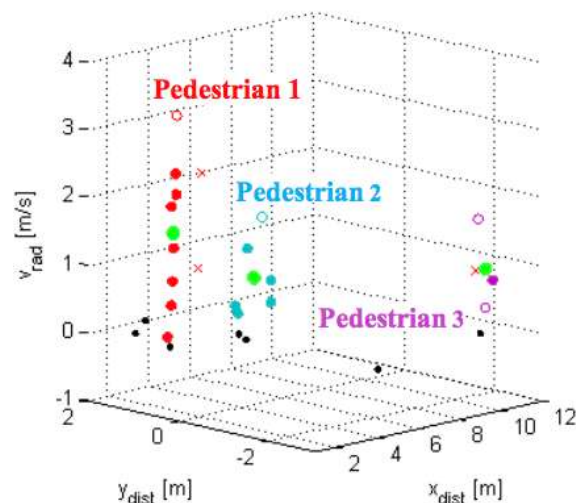 4
Pedestrian 1
3
2
Pedestrian 2
v_rad [m/s]
1
0
Pedestrian 3
-1
2
0
-2
2
4
6
8
10
12
y_dist [m]
x_dist [m]